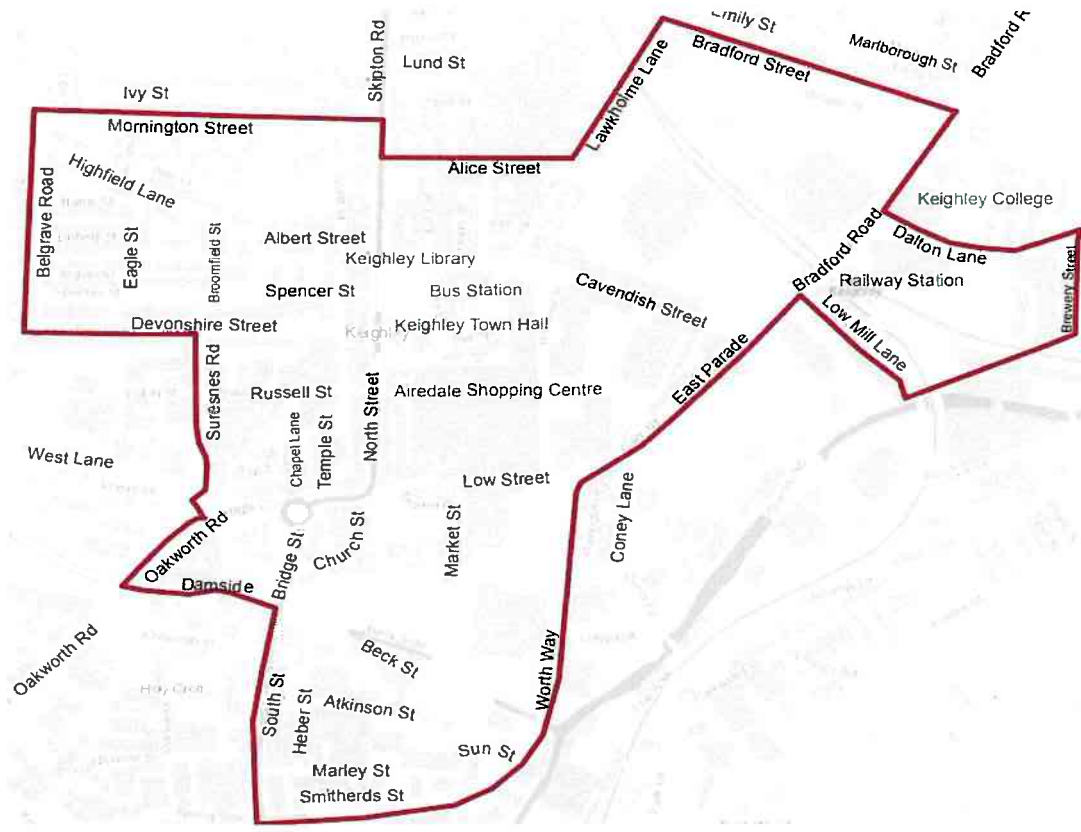 Emily St
Bradford R
Skipton Rd
Lund St
Lawkholme Lane
Bradford Street
Marlborough St
Ivy St
Mornington Street
Alice Street
Highfield Lane
Belgrave Road
Eagle St
Broomfield St
Albert Street
Keighley Library
Keighley College
Dalton Lane
Bradford Road
Railway Station
Brewery Street
Spencer St
Bus Station
Cavendish Street
Low Mill Lane
Devonshire Street
Keighley
Keighley Town Hall
East Parade
Suresnes Rd
Russell St
North Street
Airedale Shopping Centre
Chapel Lane
Temple St
West Lane
Low Street
Coney Lane
Market St
Church St
Bridge St
Oakworth Rd
Damside
Oakworth Rd
Holy Croft
Beck St
Worth Way
South St
Heber St
Atkinson St
Sun St
Marley St
Smitherds St